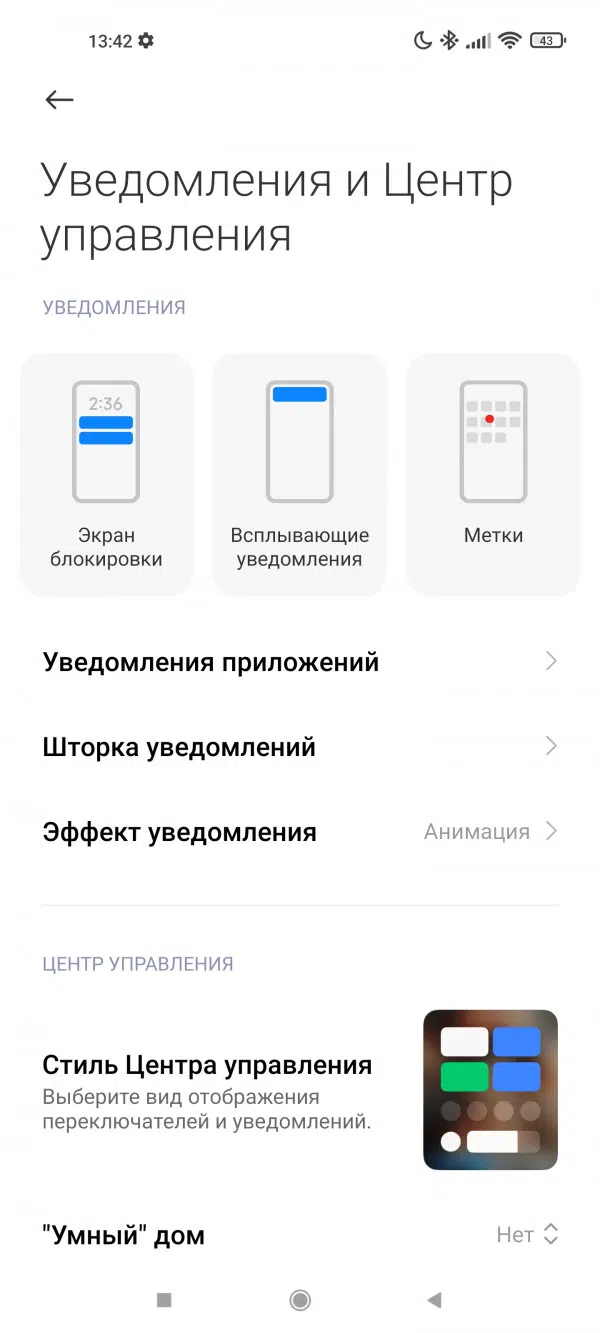 13:42
43
Уведомления и Центр
управления
УВЕДОМЛЕНИЯ
2:36
Экран
блокировки
Всплывающие
уведомления
Метки
Уведомления приложений
Шторка уведомлений
Эффект уведомления
Анимация
ЦЕНТР УПРАВЛЕНИЯ
Стиль Центра управления
Выберите вид отображения
переключателей и уведомлений.
"Умный" дом
Нет